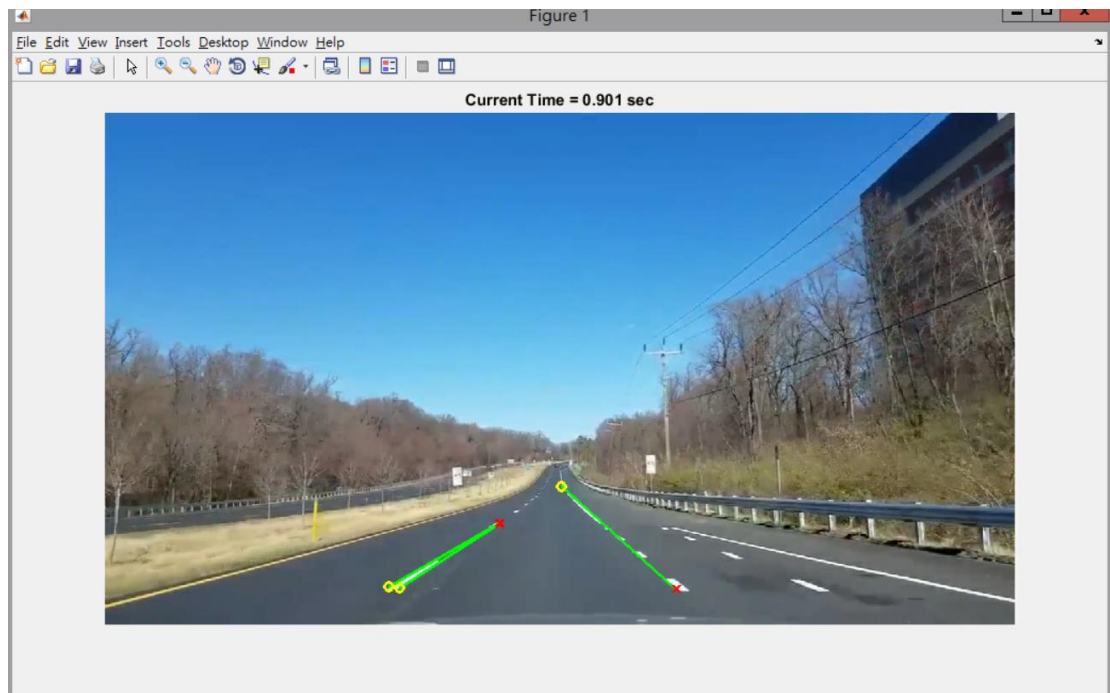 Figure 1
File Edit View Insert Tools Desktop Window Help
Current Time = 0.901 sec